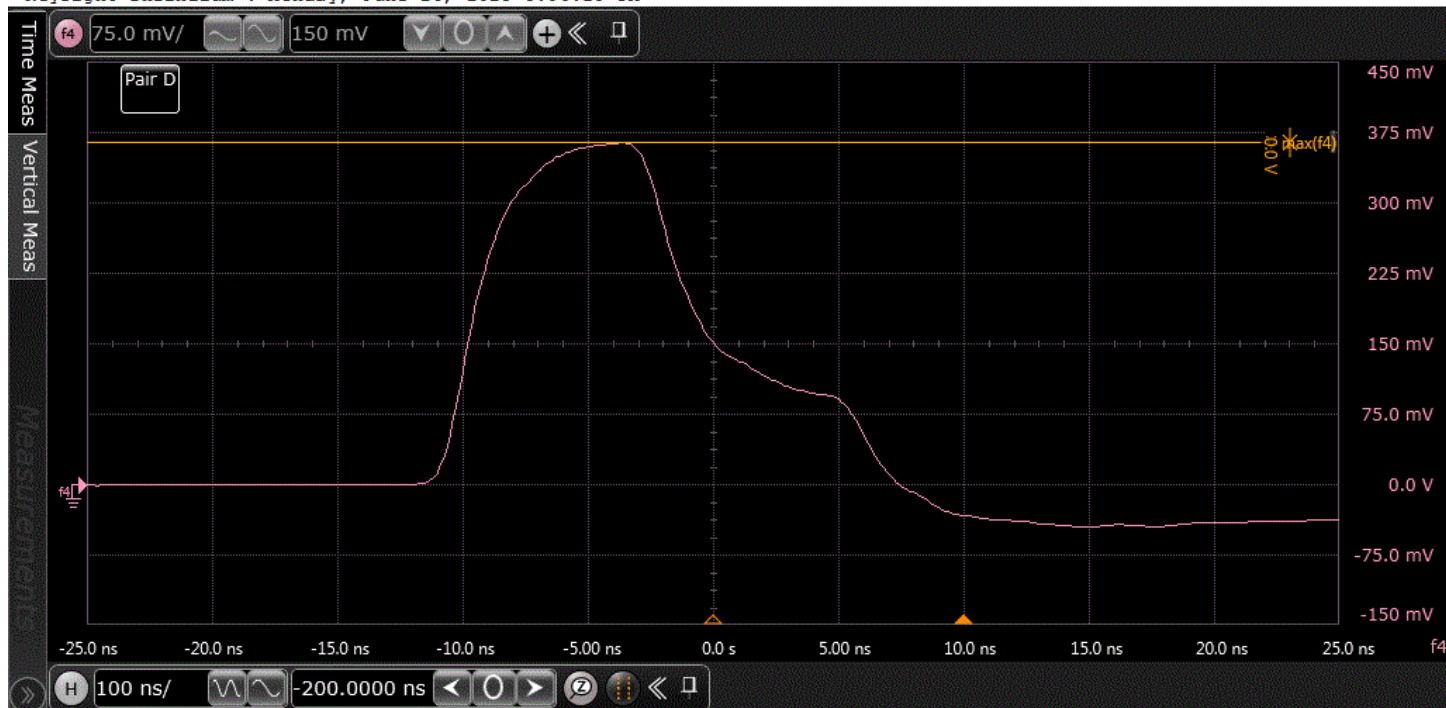 f4 75.0 mV/ 150 mV
Time Meas
Vertical Meas
Measurements
Pair D
450 mV
375 mV
300 mV
225 mV
150 mV
75.0 mV
0.0 V
-75.0 mV
-150 mV
max(f4)
0.0 V
f4
-25.0 ns -20.0 ns -15.0 ns -10.0 ns -5.00 ns 0.0 s 5.00 ns 10.0 ns 15.0 ns 20.0 ns 25.0 ns f4
H 100 ns/ -200.0000 ns Z